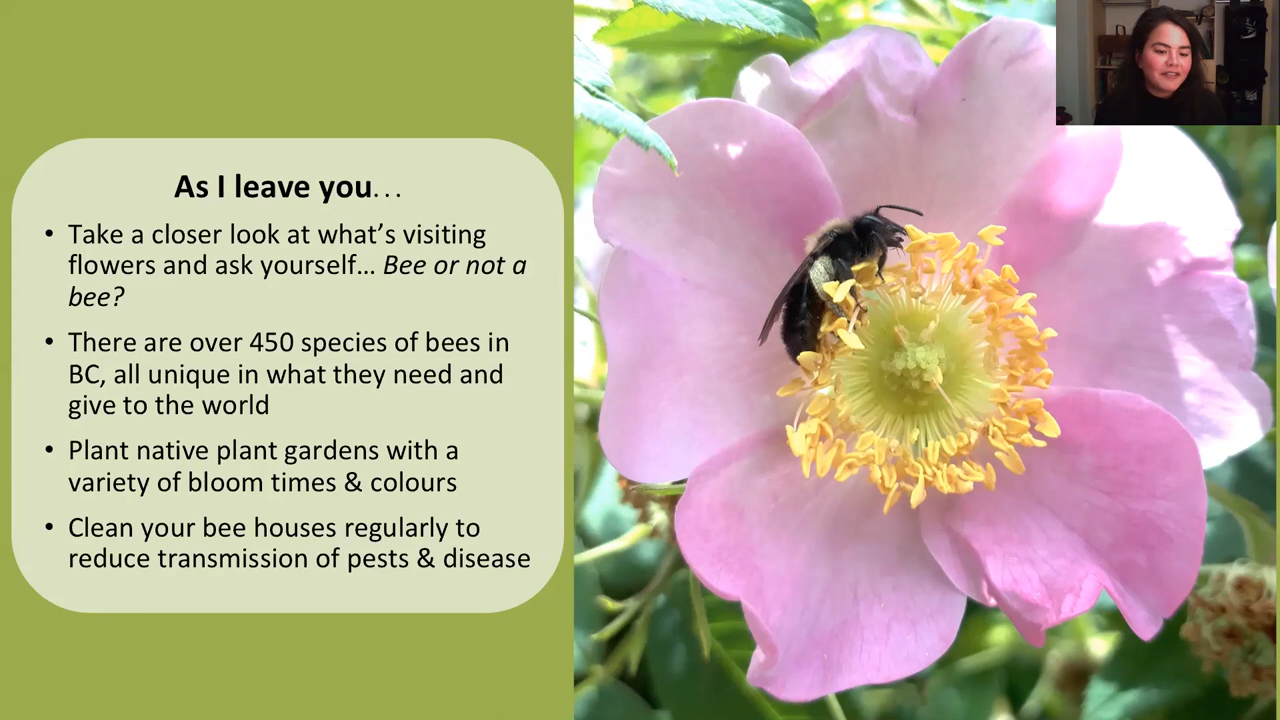 As I leave you...
• Take a closer look at what’s visiting
flowers and ask yourself... Bee or not a
bee?
• There are over 450 species of bees in
BC, all unique in what they need and
give to the world
• Plant native plant gardens with a
variety of bloom times & colours
• Clean your bee houses regularly to
reduce transmission of pests & disease